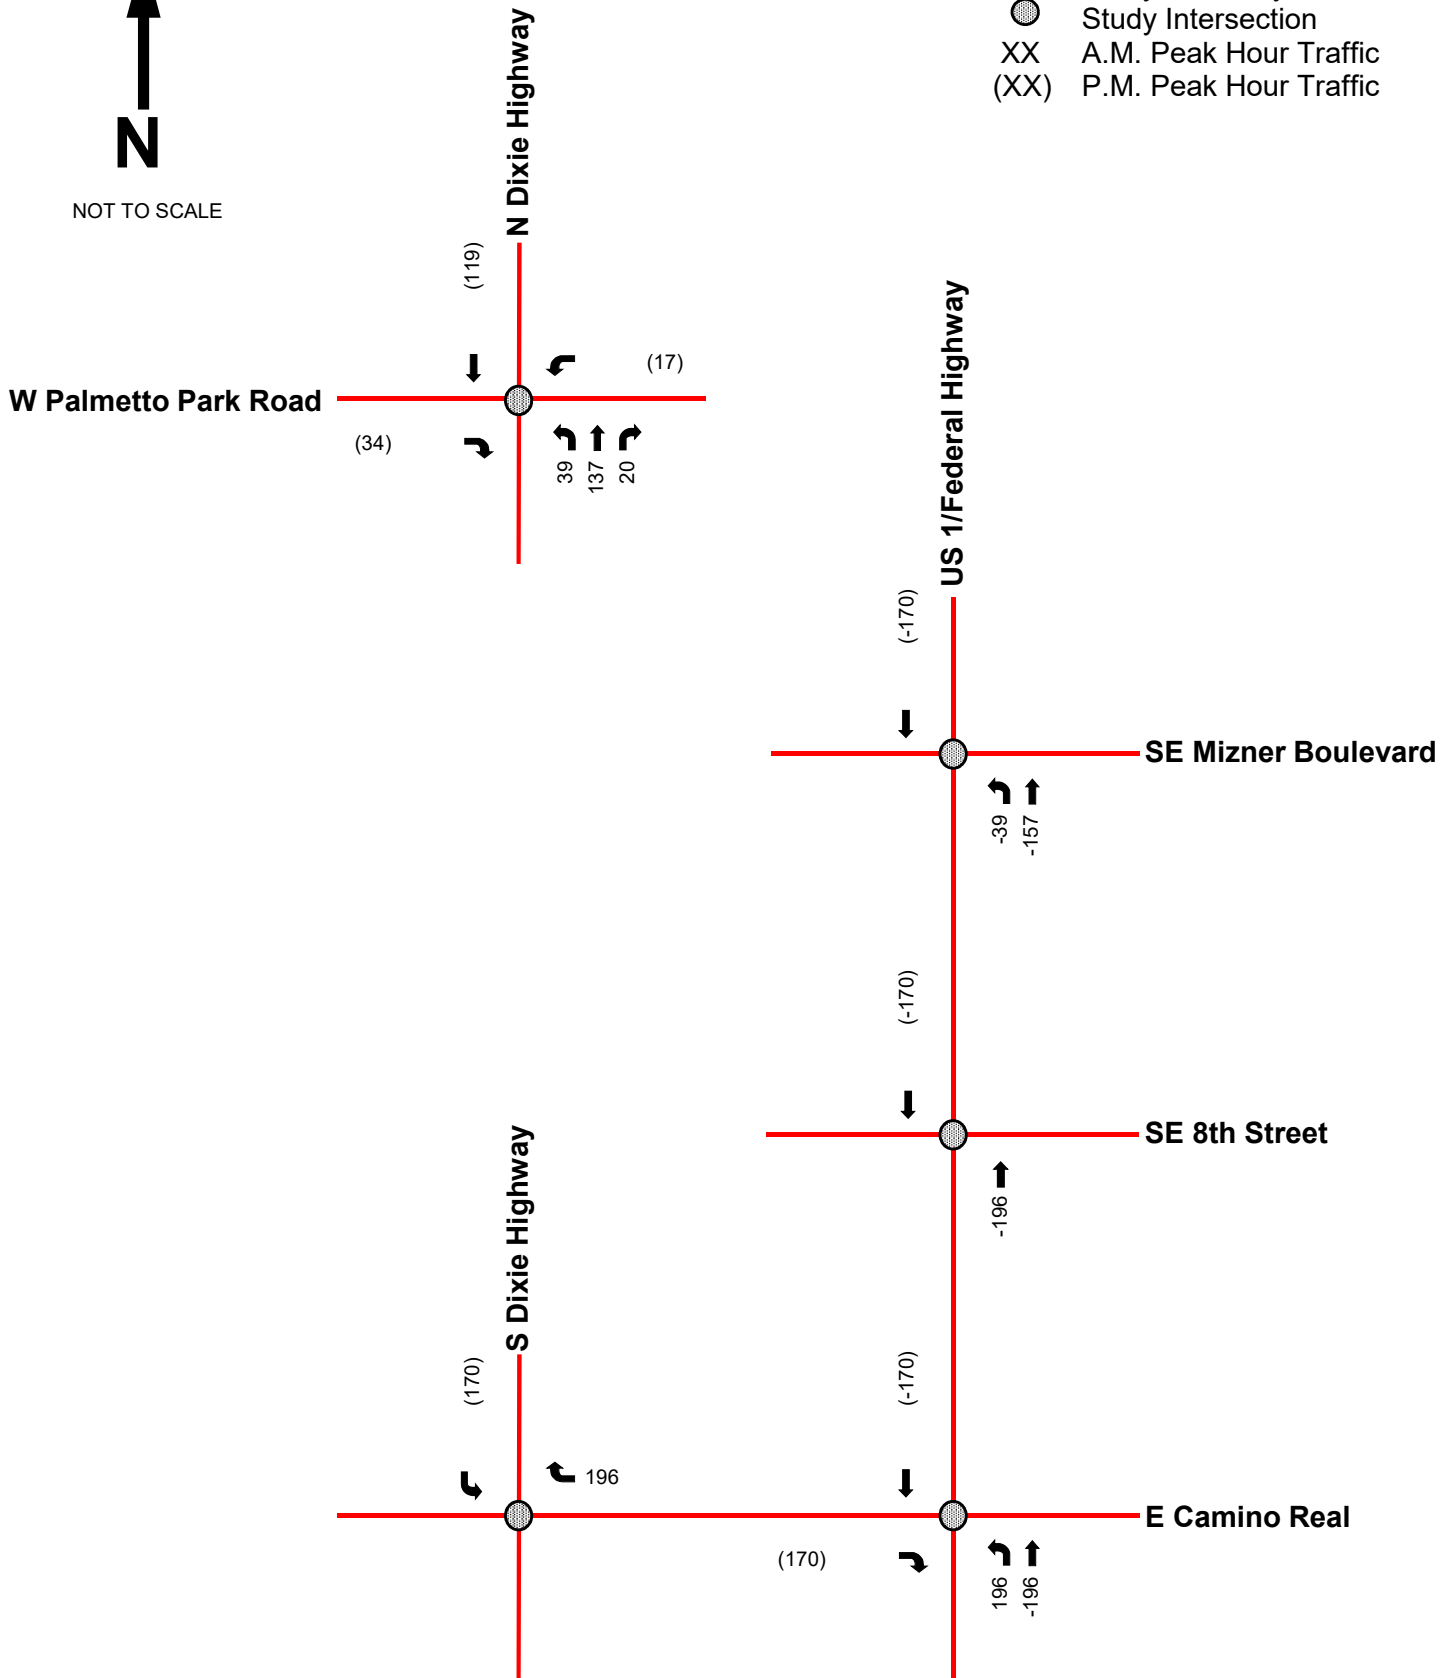 Study Intersection
XX A.M. Peak Hour Traffic
(XX) P.M. Peak Hour Traffic
N
NOT TO SCALE
N Dixie Highway
(119)
(17)
W Palmetto Park Road
(34)
39
137
20
US 1/Federal Highway
(-170)
SE Mizner Boulevard
-39
-157
(-170)
SE 8th Street
-196
S Dixie Highway
(170)
196
(-170)
E Camino Real
(170)
196
-196